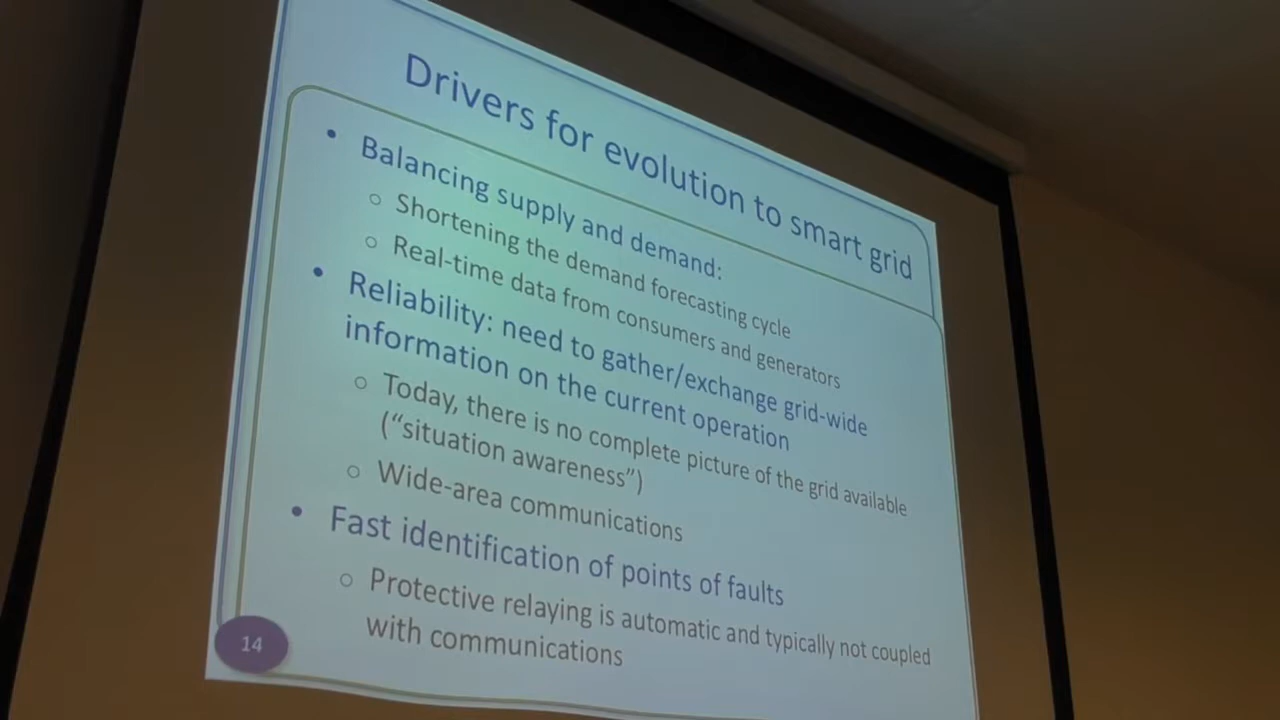 Drivers for evolution to smart grid
• Balancing supply and demand:
○ Shortening the demand forecasting cycle
○ Real-time data from consumers and generators
• Reliability: need to gather/exchange grid-wide
information on the current operation
○ Today, there is no complete picture of the grid available
(“situation awareness”)
○ Wide-area communications
• Fast identification of points of faults
○ Protective relaying is automatic and typically not coupled
with communications
14